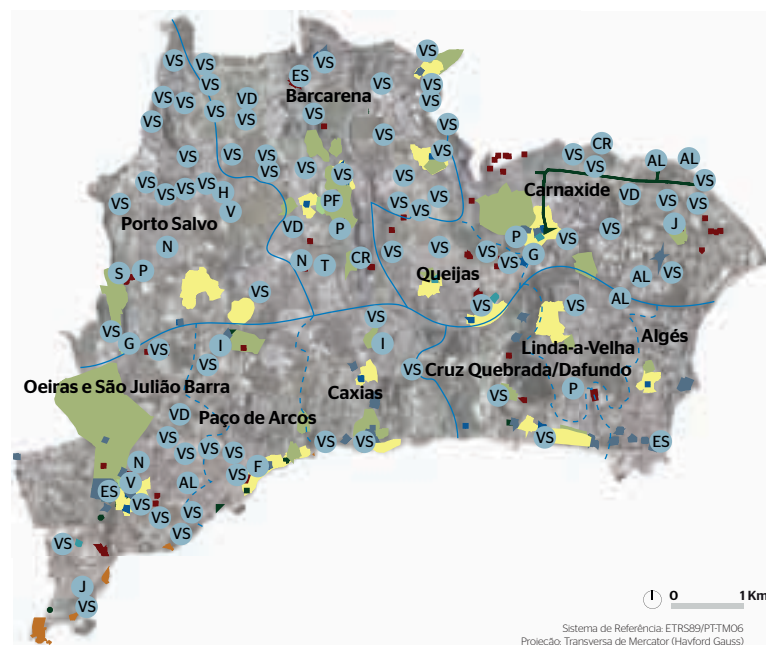 VS
VS
VS
VS
ES
VS
VS
VS
Barcarena
VS
VS
VS
VS
VD
VS
VS
VS
VS
VS
VS
VS
CR
VS
VS
VS
VS
VS
VS
AL
AL
VS
VS
VS
VS
VS
VS
VS
H
VS
VS
Carnaxide
VD
VS
VS
J
VS
V
PF
VS
VS
Porto Salvo
VD
P
P
VS
VS
N
N
T
CR
VS
VS
VS
VS
G
S
P
Queijas
AL
VS
VS
VS
VS
AL
VS
VS
G
VS
I
VS
I
Linda-a-Velha
Algés
Cruz Quebrada/Dafundo
VS
VS
Oeiras e São Julião Barra
Caxias
P
VS
Paço de Arcos
VD
VS
VS
VS
VS
VS
VS
VS
ES
N
VS
F
V
AL
ES
VS
VS
VS
VS
VS
J
VS
0 1 Km
Sistema de Referência: ETRS89/PT-TM06
Projeção: Transversa de Mercator (Hayford Gauss)